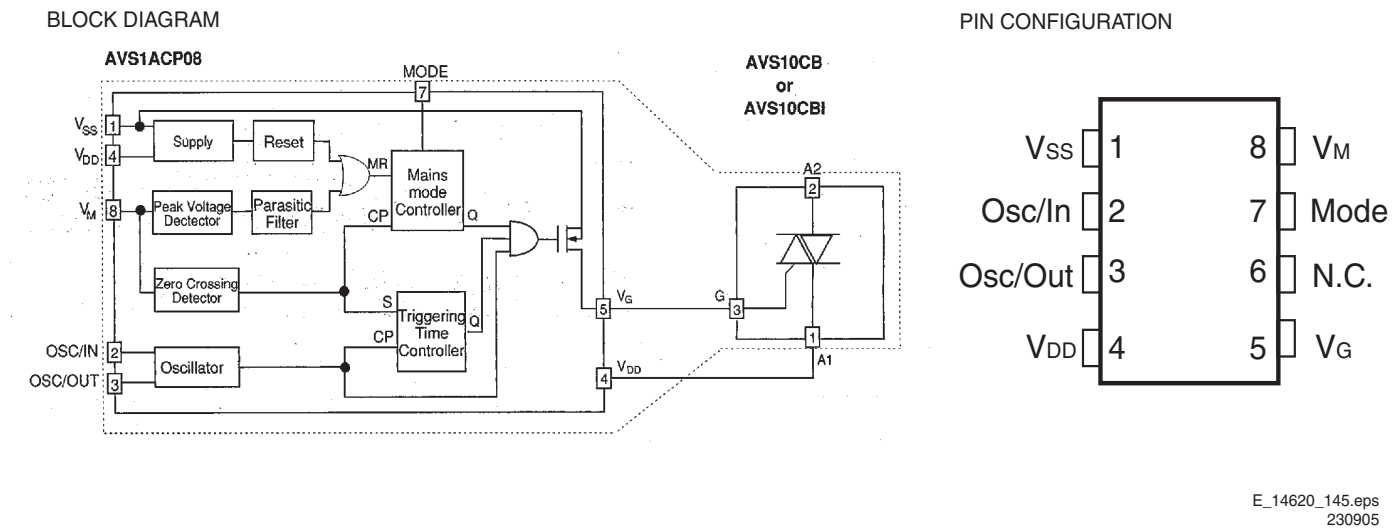 BLOCK DIAGRAM
PIN CONFIGURATION
AVS1ACP08
MODE
7
AVS10CB
or
AVS10CBI
VSS
1
VDD
4
VM
8
Supply
Reset
MR
Mains
mode
Controller
Peak Voltage
Dectector
Parasitic
Filter
CP
Q
Zero Crossing
Detector
S
CP
Triggering
Time
Controller
Q
OSC/IN
2
OSC/OUT
3
Oscillator
5
VG
4
VDD
A2
2
G
3
1
A1
VSS 1
Osc/In 2
Osc/Out 3
VDD 4
8 VM
7 Mode
6 N.C.
5 VG
E_14620_145.eps
230905